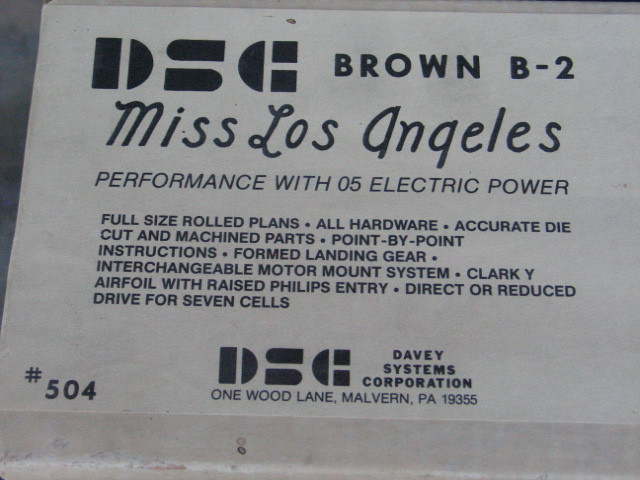 DSC BROWN B-2
Miss Los Angeles
PERFORMANCE WITH 05 ELECTRIC POWER
FULL SIZE ROLLED PLANS • ALL HARDWARE • ACCURATE DIE
CUT AND MACHINED PARTS • POINT-BY-POINT
INSTRUCTIONS • FORMED LANDING GEAR •
INTERCHANGEABLE MOTOR MOUNT SYSTEM • CLARK Y
AIRFOIL WITH RAISED PHILIPS ENTRY • DIRECT OR REDUCED
DRIVE FOR SEVEN CELLS
#504
DSC DAVEY
SYSTEMS
CORPORATION
ONE WOOD LANE, MALVERN, PA 19355